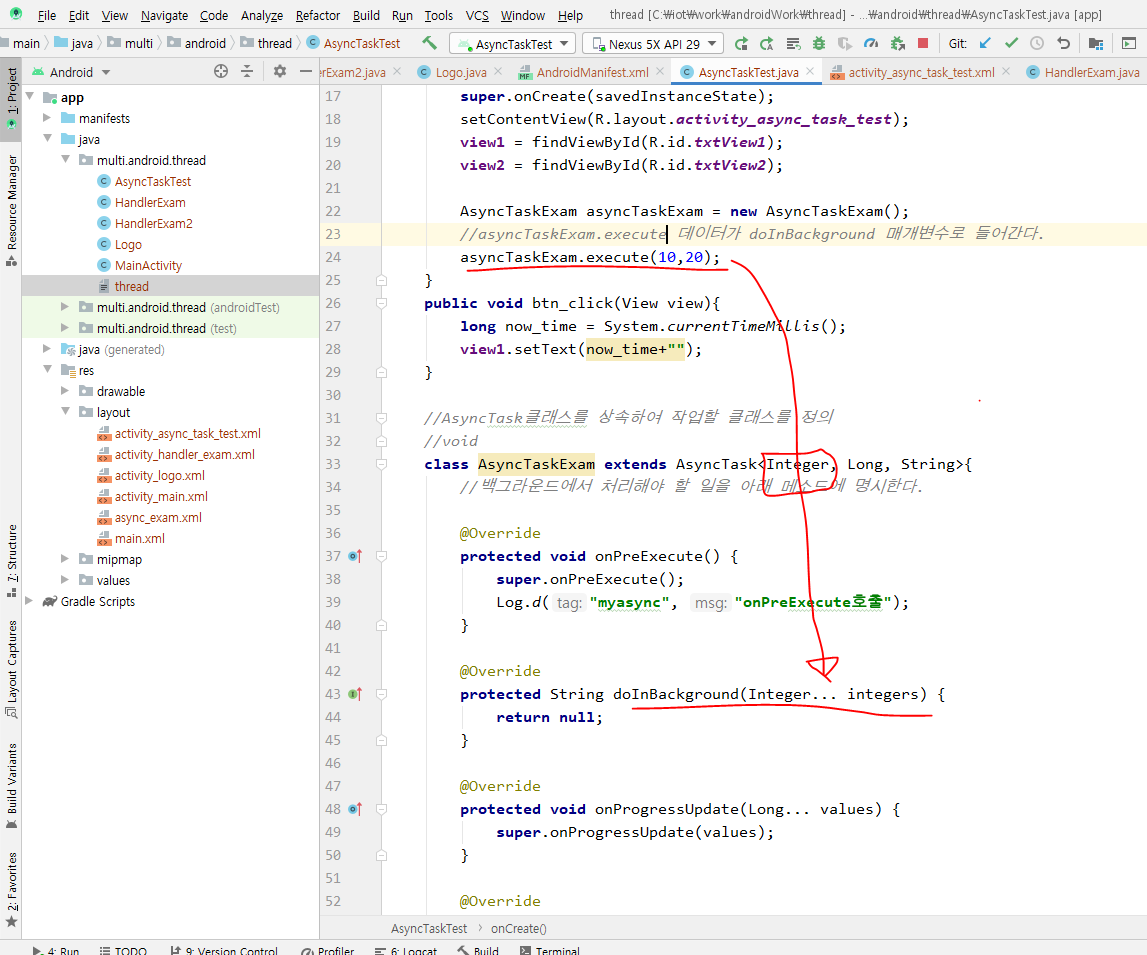 File Edit View Navigate Code Analyze Refactor Build Run Tools VCS Window Help thread [C:₩iot₩work₩androidWork₩thread] - ...₩android₩thread₩AsyncTaskTest.java [app]
main java multi android thread AsyncTaskTest AsyncTaskTest Nexus 5X API 29 Git:
Android erExam2.java Logo.java AndroidManifest.xml AsyncTaskTest.java activity_async_task_test.xml HandlerExam.java
1: Project
Resource Manager
7: Structure
Layout Captures
Build Variants
2: Favorites
app
manifests
java
multi.android.thread
AsyncTaskTest
HandlerExam
HandlerExam2
Logo
MainActivity
thread
multi.android.thread (androidTest)
multi.android.thread (test)
java (generated)
res
drawable
layout
activity_async_task_test.xml
activity_handler_exam.xml
activity_logo.xml
activity_main.xml
async_exam.xml
main.xml
mipmap
values
Gradle Scripts
17 super.onCreate(savedInstanceState);
18 setContentView(R.layout.activity_async_task_test);
19 view1 = findViewById(R.id.txtView1);
20 view2 = findViewById(R.id.txtView2);
21
22 AsyncTaskExam asyncTaskExam = new AsyncTaskExam();
23 //asyncTaskExam.execute 데이터가 doInBackground 매개변수로 들어간다.
24 asyncTaskExam.execute(10,20);
25 }
26 public void btn_click(View view){
27 long now_time = System.currentTimeMillis();
28 view1.setText(now_time+"");
29 }
30
31 //AsyncTask클래스를 상속하여 작업할 클래스를 정의
32 //void
33 class AsyncTaskExam extends AsyncTask<Integer, Long, String>{
34 //백그라운드에서 처리해야 할 일을 아래 메소드에 명시한다.
35
36 @Override
37 protected void onPreExecute() {
38 super.onPreExecute();
39 Log.d( tag: "myasync", msg: "onPreExecute호출");
40 }
41
42 @Override
43 protected String doInBackground(Integer... integers) {
44 return null;
45 }
46
47 @Override
48 protected void onProgressUpdate(Long... values) {
49 super.onProgressUpdate(values);
50 }
51
52 @Override
AsyncTaskTest onCreate()
4: Run TODO 9: Version Control Profiler 6: Logcat Build Terminal